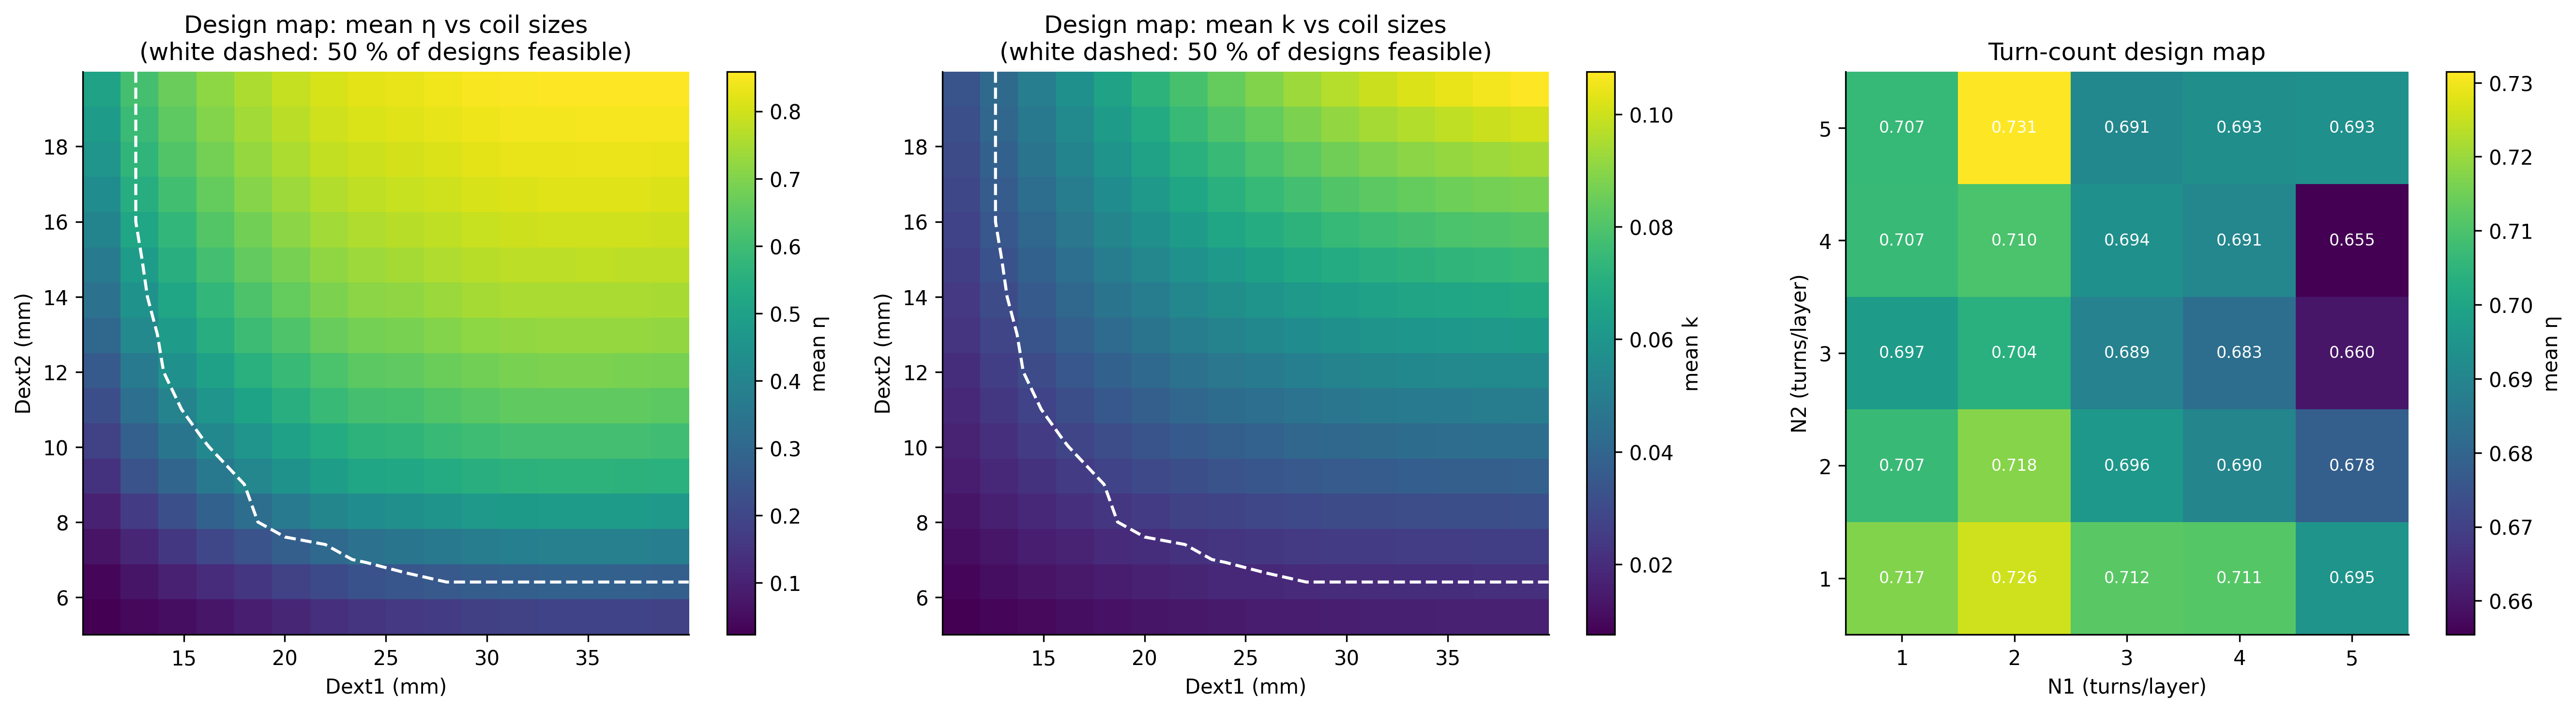 Design map: mean η vs coil sizes
(white dashed: 50 % of designs feasible)
18
16
14
12
10
8
6
Dext2 (mm)
15
20
25
30
35
Dext1 (mm)
0.8
0.7
0.6
0.5
0.4
0.3
0.2
0.1
mean η
Design map: mean k vs coil sizes
(white dashed: 50 % of designs feasible)
18
16
14
12
10
8
6
Dext2 (mm)
15
20
25
30
35
Dext1 (mm)
0.10
0.08
0.06
0.04
0.02
mean k
Turn-count design map
5
4
3
2
1
N2 (turns/layer)
0.707 0.731 0.691 0.693 0.693
0.707 0.710 0.694 0.691 0.655
0.697 0.704 0.689 0.683 0.660
0.707 0.718 0.696 0.690 0.678
0.717 0.726 0.712 0.711 0.695
1
2
3
4
5
N1 (turns/layer)
0.73
0.72
0.71
0.70
0.69
0.68
0.67
0.66
mean η